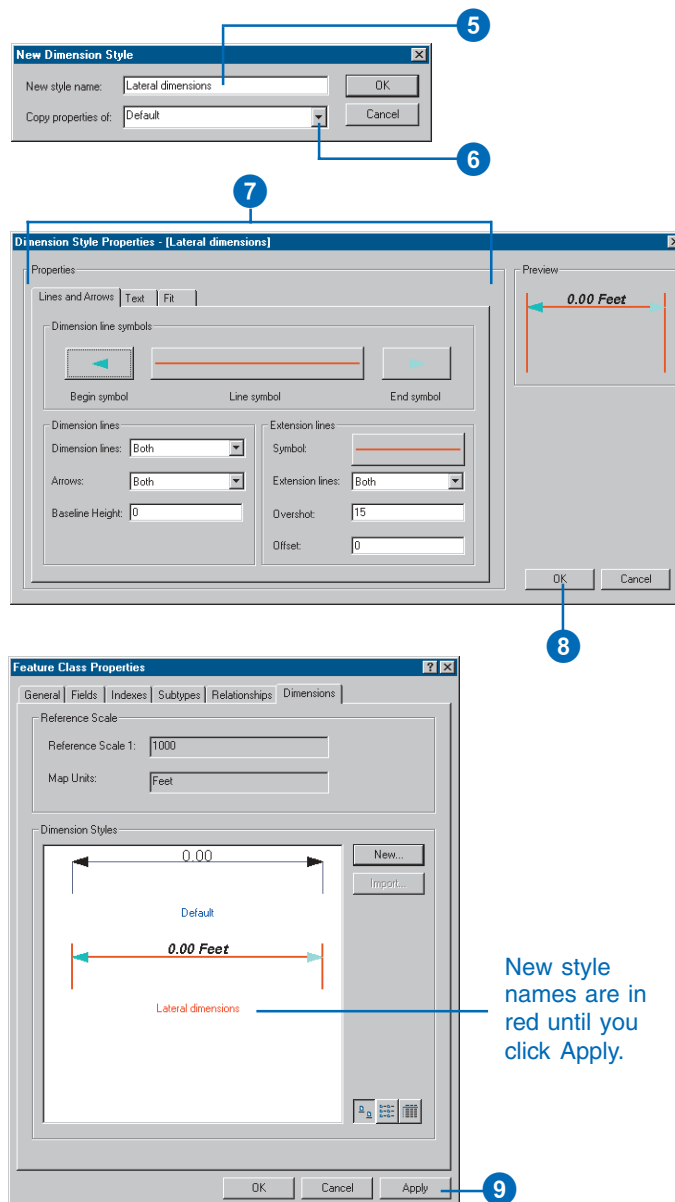 5
New Dimension Style
New style name: Lateral dimensions OK
Copy properties of: Default Cancel
6
7
Dimension Style Properties - [Lateral dimensions]
Properties
Preview
Lines and Arrows Text Fit
0.00 Feet
Dimension line symbols
Begin symbol Line symbol End symbol
Dimension lines
Extension lines
Dimension lines: Both
Symbol:
Arrows: Both
Extension lines: Both
Baseline Height: 0
Overshot: 15
Offset: 0
OK Cancel
8
Feature Class Properties
General Fields Indexes Subtypes Relationships Dimensions
Reference Scale
Reference Scale 1: 1000
Map Units: Feet
Dimension Styles
0.00
New...
Import...
Default
0.00 Feet
Lateral dimensions
New style
names are in
red until you
click Apply.
OK Cancel Apply
9